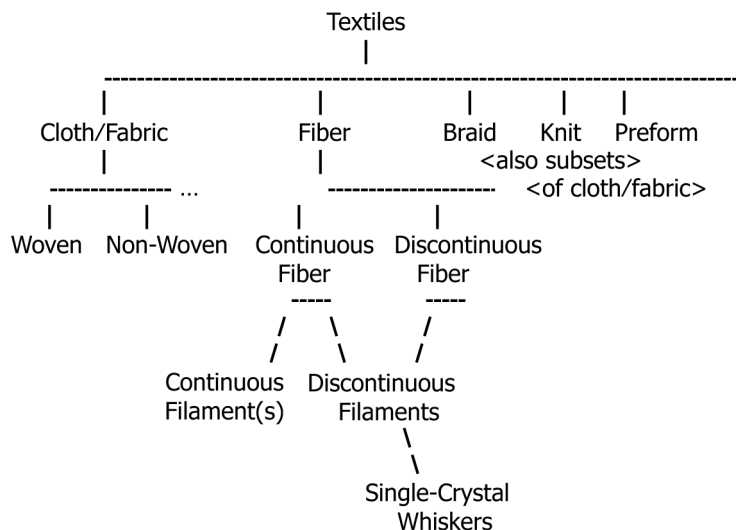 Textiles
Cloth/Fabric Fiber Braid Knit Preform
<also subsets>
... <of cloth/fabric>
Woven Non-Woven Continuous Discontinuous
Fiber Fiber
Continuous Discontinuous
Filament(s) Filaments
Single-Crystal
Whiskers